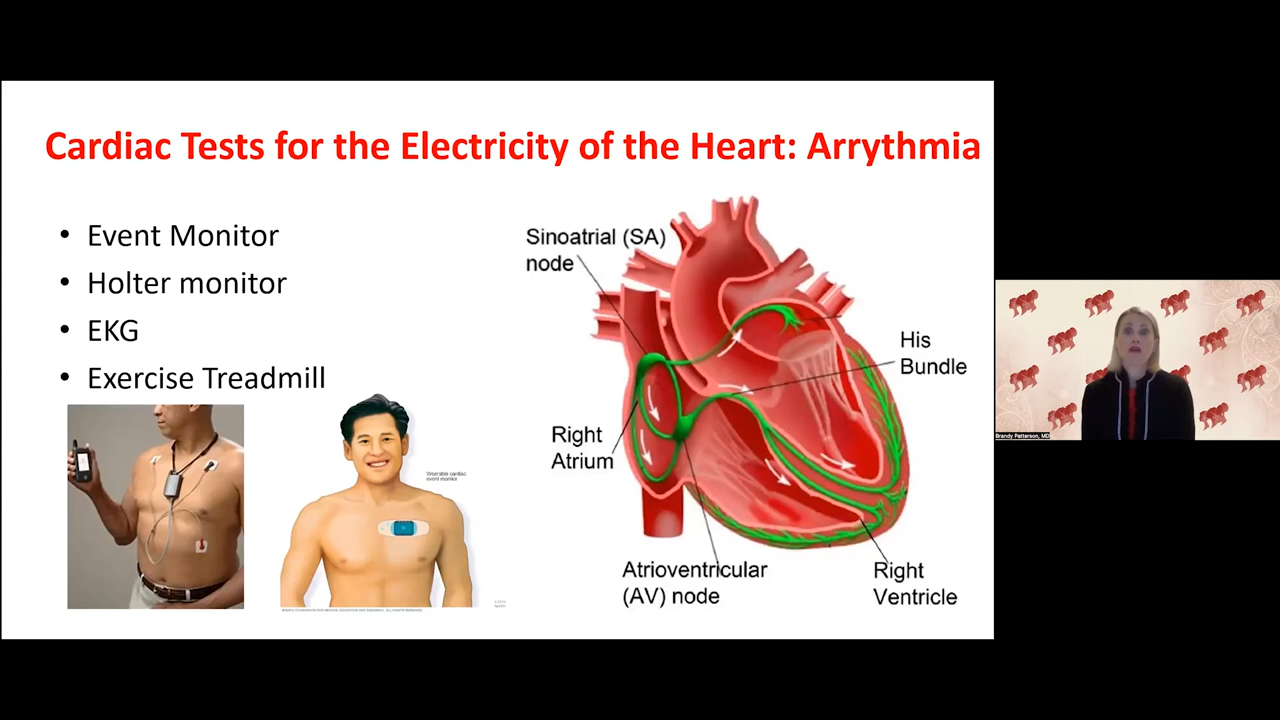 Cardiac Tests for the Electricity of the Heart: Arrythmia
• Event Monitor
• Holter monitor
• EKG
• Exercise Treadmill
Wearable cardiac
event monitor
Sinoatrial (SA)
node
His
Bundle
Right
Atrium
Atrioventricular
(AV) node
Right
Ventricle
Brandy Patterson, MD